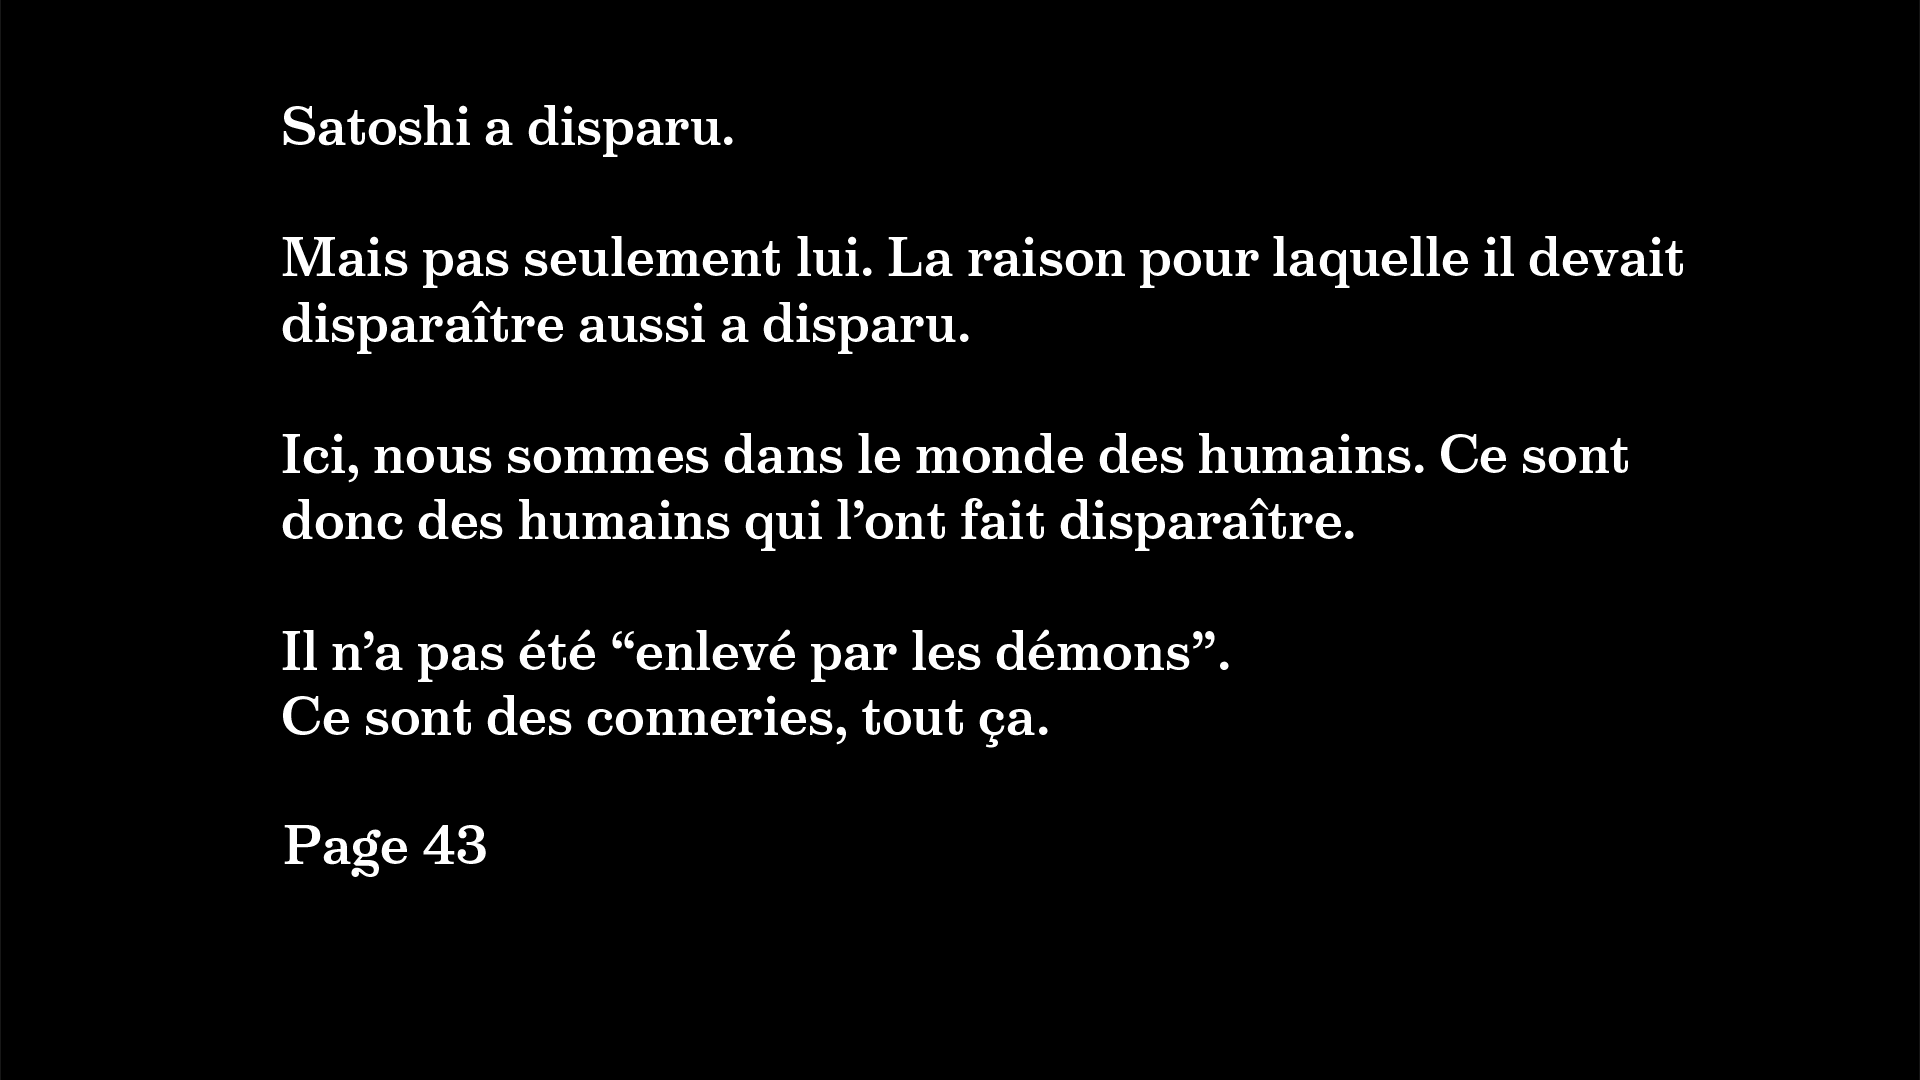 Satoshi a disparu.
Mais pas seulement lui. La raison pour laquelle il devait
disparaître aussi a disparu.
Ici, nous sommes dans le monde des humains. Ce sont
donc des humains qui l’ont fait disparaître.
Il n’a pas été “enlevé par les démons”.
Ce sont des conneries, tout ça.
Page 43